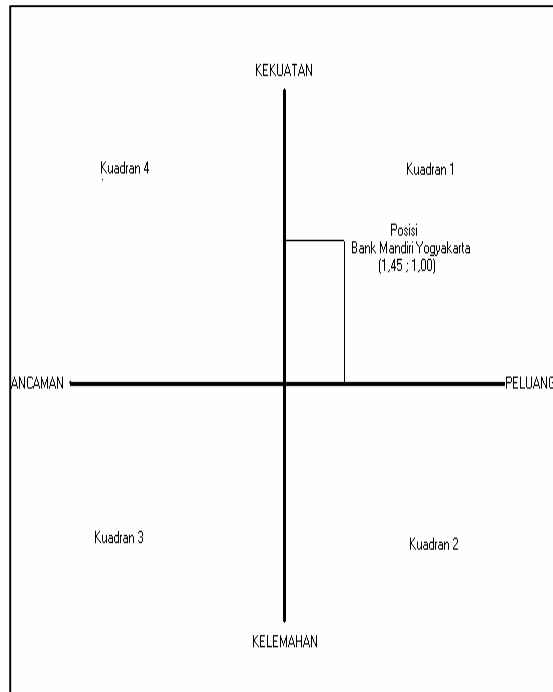 KEKUATAN
Kuadran 4
Kuadran 1
Posisi
Bank Mandiri Yogyakarta
(1,45 ; 1,00)
ANCAMAN
PELUANG
Kuadran 3
Kuadran 2
KELEMAHAN